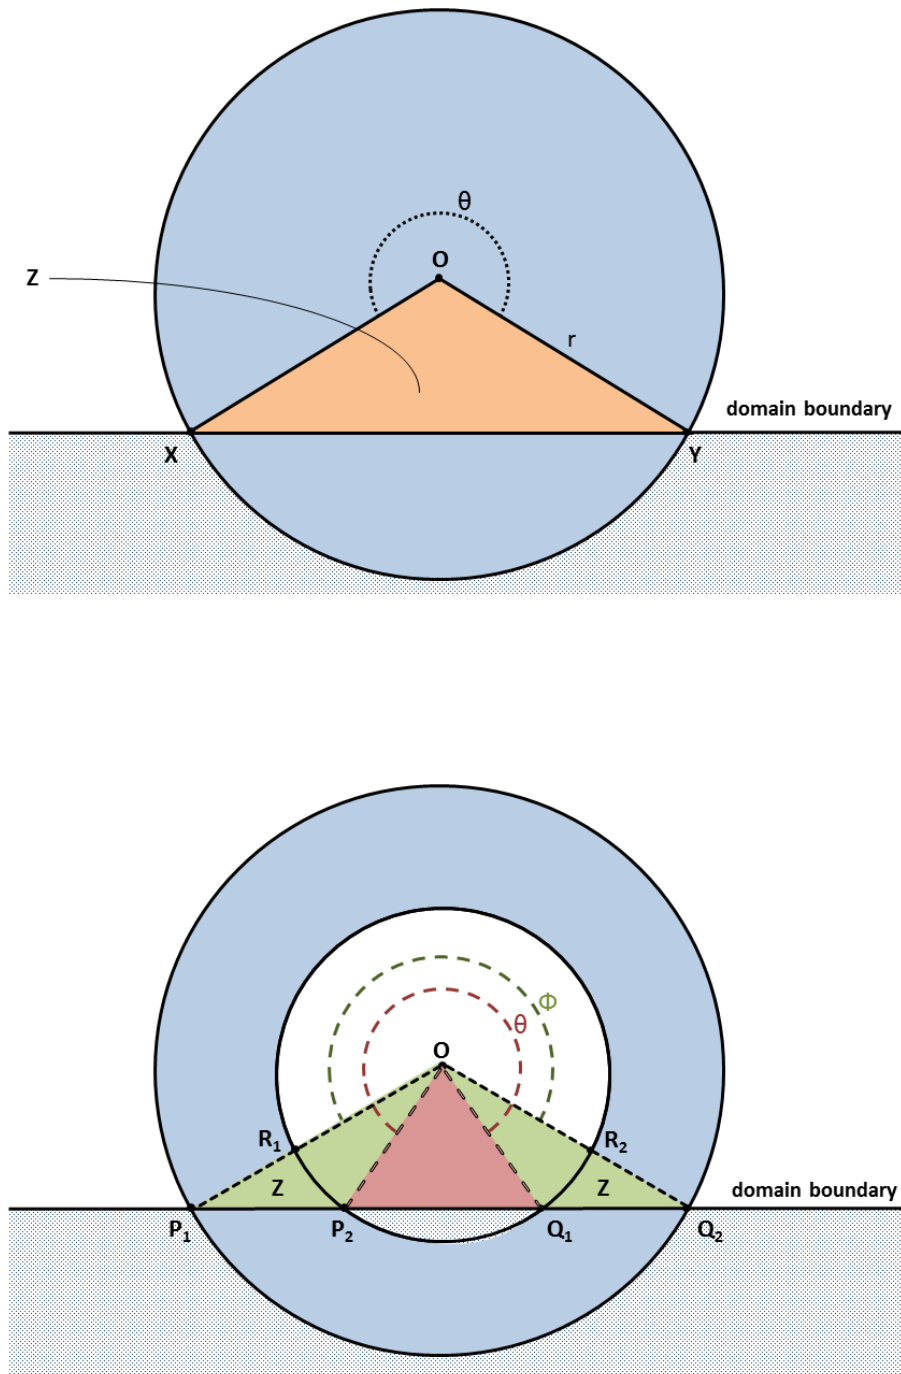 θ
O
Z
r
domain boundary
X
Y
Φ
θ
O
R1
R2
Z
Z
domain boundary
P1
P2
Q1
Q2